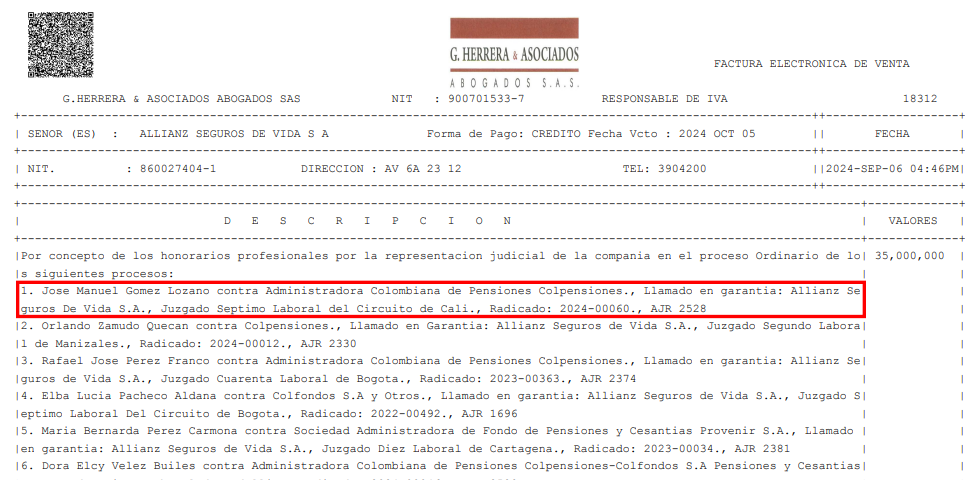 G. HERRERA & ASOCIADOS
ABOGADOS S.A.S.
FACTURA ELECTRONICA DE VENTA
G.HERRERA & ASOCIADOS ABOGADOS SAS NIT : 900701533-7 RESPONSABLE DE IVA 18312
SENOR (ES) : ALLIANZ SEGUROS DE VIDA S A Forma de Pago: CREDITO Fecha Vcto : 2024 OCT 05 || FECHA |
| NIT. : 860027404-1 DIRECCION : AV 6A 23 12 TEL: 3904200 ||2024-SEP-06 04:46PM|
| D E S C R I P C I O N | VALORES |
|Por concepto de los honorarios profesionales por la representacion judicial de la compania en el proceso Ordinario de lo| 35,000,000 |
|s siguientes procesos: | |
|1. Jose Manuel Gomez Lozano contra Administradora Colombiana de Pensiones Colpensiones., Llamado en garantia: Allianz Se| |
|guros De Vida S.A., Juzgado Septimo Laboral del Circuito de Cali., Radicado: 2024-00060., AJR 2528 | |
|2. Orlando Zamudo Quecan contra Colpensiones., Llamado en Garantia: Allianz Seguros de Vida S.A., Juzgado Segundo Labora| |
|l de Manizales., Radicado: 2024-00012., AJR 2330 | |
|3. Rafael Jose Perez Franco contra Administradora Colombiana de Pensiones Colpensiones., Llamado en garantia: Allianz Se| |
|guros de Vida S.A., Juzgado Cuarenta Laboral de Bogota., Radicado: 2023-00363., AJR 2374 | |
|4. Elba Lucia Pacheco Aldana contra Colfondos S.A y Otros., Llamado en garantia: Allianz Seguros de Vida S.A., Juzgado S| |
|eptimo Laboral Del Circuito de Bogota., Radicado: 2022-00492., AJR 1696 | |
|5. Maria Bernarda Perez Carmona contra Sociedad Administradora de Fondo de Pensiones y Cesantias Provenir S.A., Llamado | |
|en garantia: Allianz Seguros de Vida S.A., Juzgado Diez Laboral de Cartagena., Radicado: 2023-00034., AJR 2381 | |
|6. Dora Elcy Velez Builes contra Administradora Colombiana de Pensiones Colpensiones-Colfondos S.A Pensiones y Cesantias| |